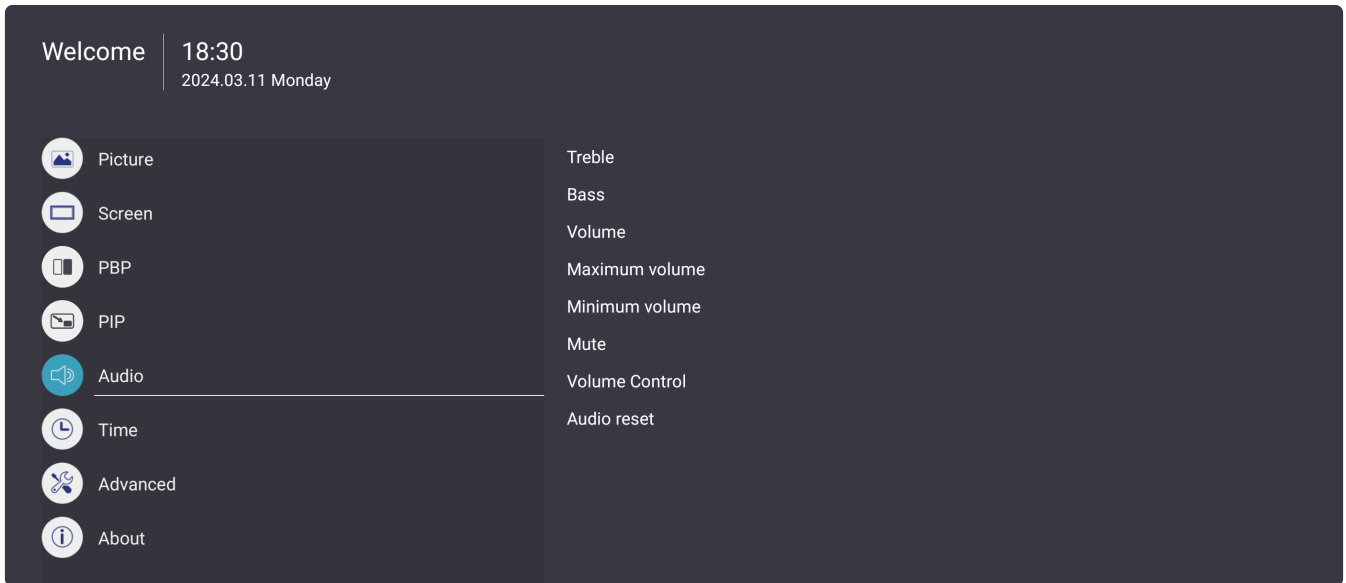 Welcome
18:30
2024.03.11 Monday
Picture
Screen
PBP
PIP
Audio
Time
Advanced
About
Treble
Bass
Volume
Maximum volume
Minimum volume
Mute
Volume Control
Audio reset